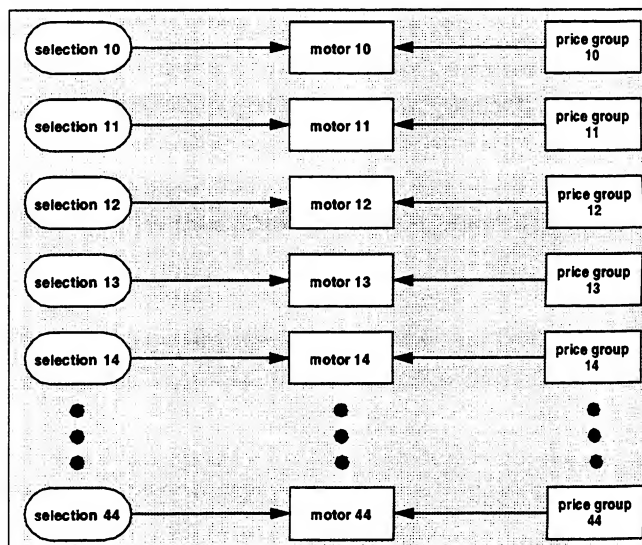 selection 10
motor 10
price group
10
selection 11
motor 11
price group
11
selection 12
motor 12
price group
12
selection 13
motor 13
price group
13
selection 14
motor 14
price group
14
selection 44
motor 44
price group
44